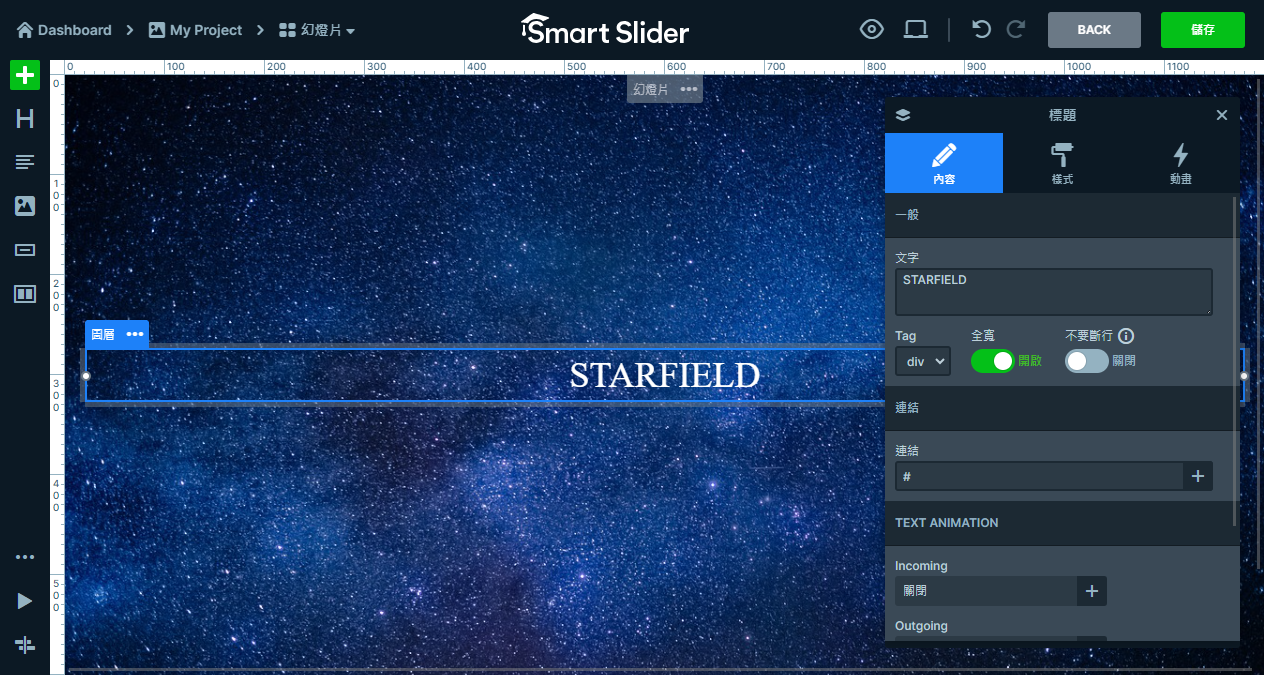 Dashboard
My Project
幻燈片
Smart Slider
BACK
儲存
0 100 200 300 400 500 600 700 800 900 1000 1100
0
100
200
300
400
500
幻燈片
圖層
STARFIELD
標題
內容
樣式
動畫
一般
文字
STARFIELD
Tag
全寬
不要斷行
div
開啟
關閉
連結
連結
#
TEXT ANIMATION
Incoming
關閉
Outgoing